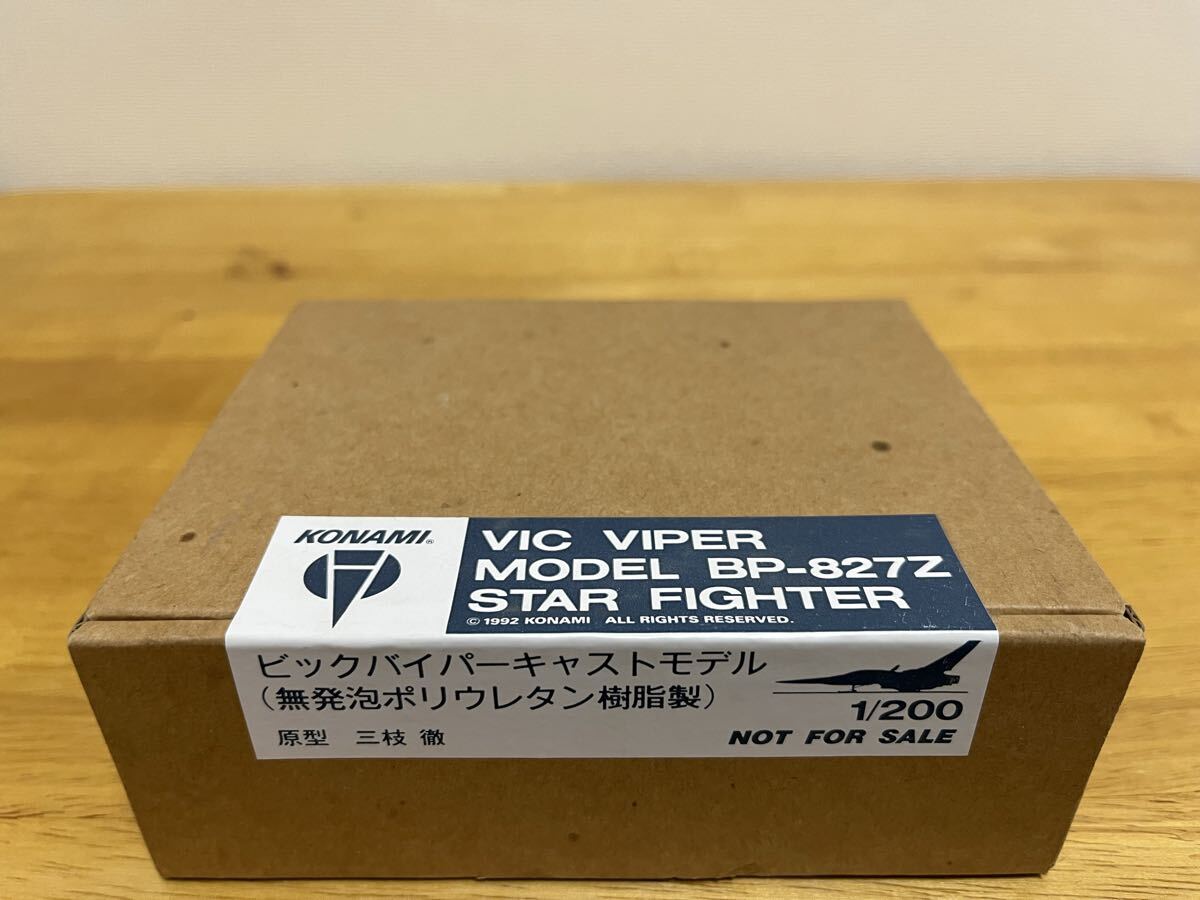 KONAMI®
VIC VIPER
MODEL BP-827Z
STAR FIGHTER
©1992 KONAMI ALL RIGHTS RESERVED.
ビックバイパーキャストモデル
(無発泡ポリウレタン樹脂製)
1/200
原型 三枝 徹
NOT FOR SALE